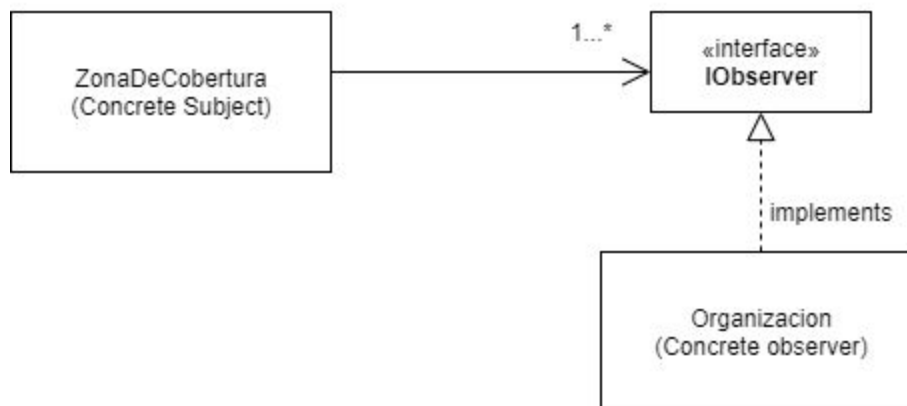 1...*
ZonaDeCobertura
(Concrete Subject)
«interface»
IObserver
implements
Organizacion
(Concrete observer)